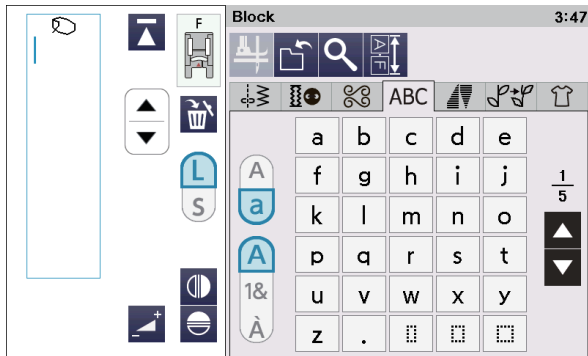 Block 3:47
F
ABC
L
S
A
a
A
1&
À
a b c d e
f g h i j
k l m n o
p q r s t
u v w x y
z .
1
5
A-F